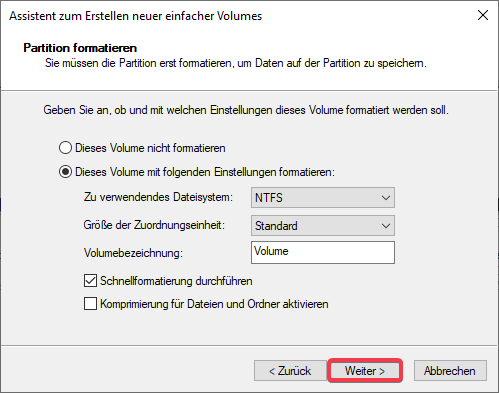 Assistent zum Erstellen neuer einfacher Volumes
Partition formatieren
Sie müssen die Partition erst formatieren, um Daten auf der Partition zu speichern.
Geben Sie an, ob und mit welchen Einstellungen dieses Volume formatiert werden soll.
Dieses Volume nicht formatieren
Dieses Volume mit folgenden Einstellungen formatieren:
Zu verwendendes Dateisystem: NTFS
Größe der Zuordnungseinheit: Standard
Volumebezeichnung: Volume
Schnellformatierung durchführen
Komprimierung für Dateien und Ordner aktivieren
< Zurück Weiter > Abbrechen